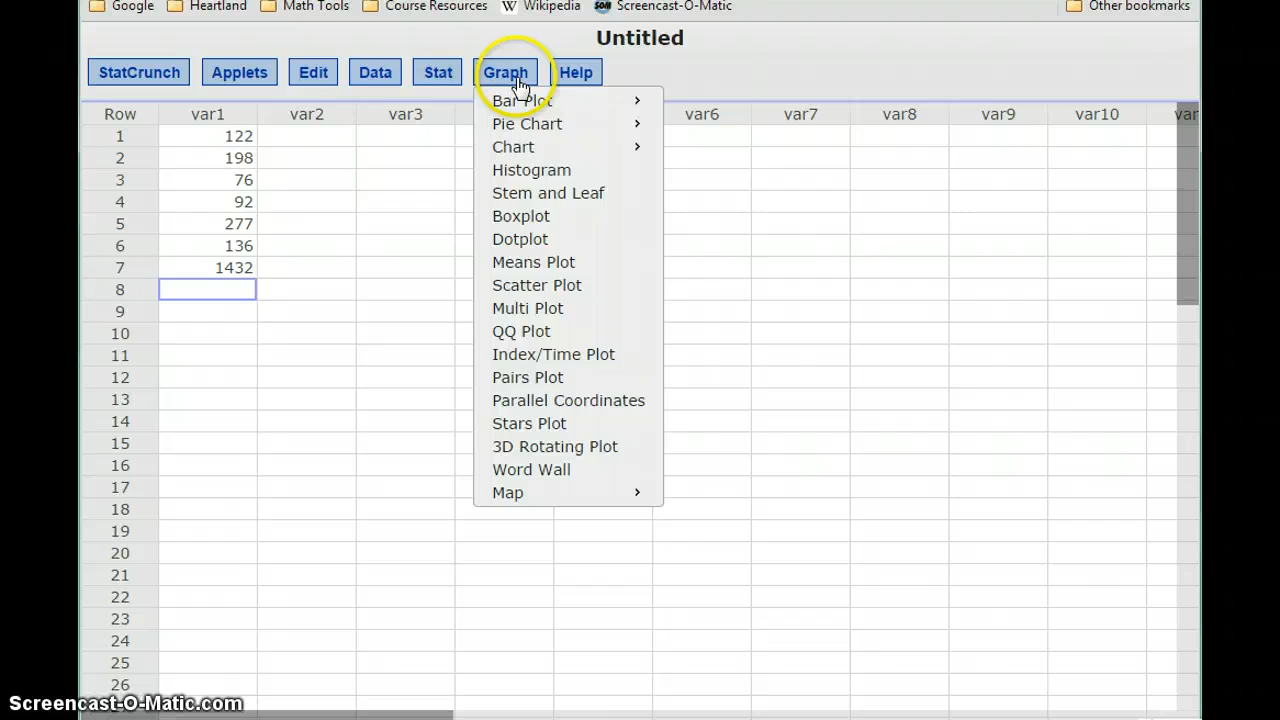 Google Heartland Math Tools Course Resources W Wikipedia SOM Screencast-O-Matic Other bookmarks
Untitled
StatCrunch Applets Edit Data Stat Graph Help
Row var1 var2 var3 var6 var7 var8 var9 var10 var
Bar Plot
Pie Chart
Chart
Histogram
Stem and Leaf
Boxplot
Dotplot
Means Plot
Scatter Plot
Multi Plot
QQ Plot
Index/Time Plot
Pairs Plot
Parallel Coordinates
Stars Plot
3D Rotating Plot
Word Wall
Map
1 122
2 198
3 76
4 92
5 277
6 136
7 1432
8
9
10
11
12
13
14
15
16
17
18
19
20
21
22
23
24
25
26
Screencast-O-Matic.com